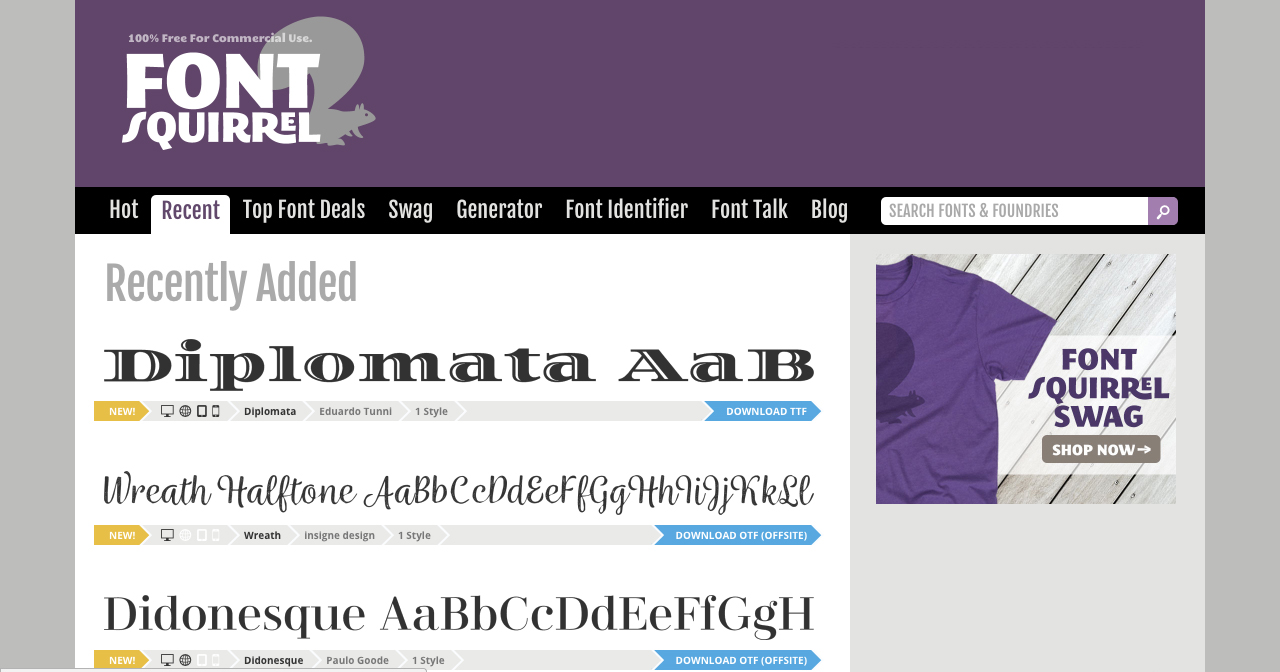 100% Free For Commercial Use.
FONT
SQUIRREL
Hot Recent Top Font Deals Swag Generator Font Identifier Font Talk Blog SEARCH FONTS & FOUNDRIES
Recently Added
Diplomata AaB
NEW! Diplomata Eduardo Tunni 1 Style DOWNLOAD TTF
Wreath Halftone AaBbCcDdEeFfGgHhIiJjKkLl
NEW! Wreath insigne design 1 Style DOWNLOAD OTF (OFFSITE)
Didonesque AaBbCcDdEeFfGgH
NEW! Didonesque Paulo Goode 1 Style DOWNLOAD OTF (OFFSITE)
FONT
SQUIRREL
SWAG
SHOP NOW→